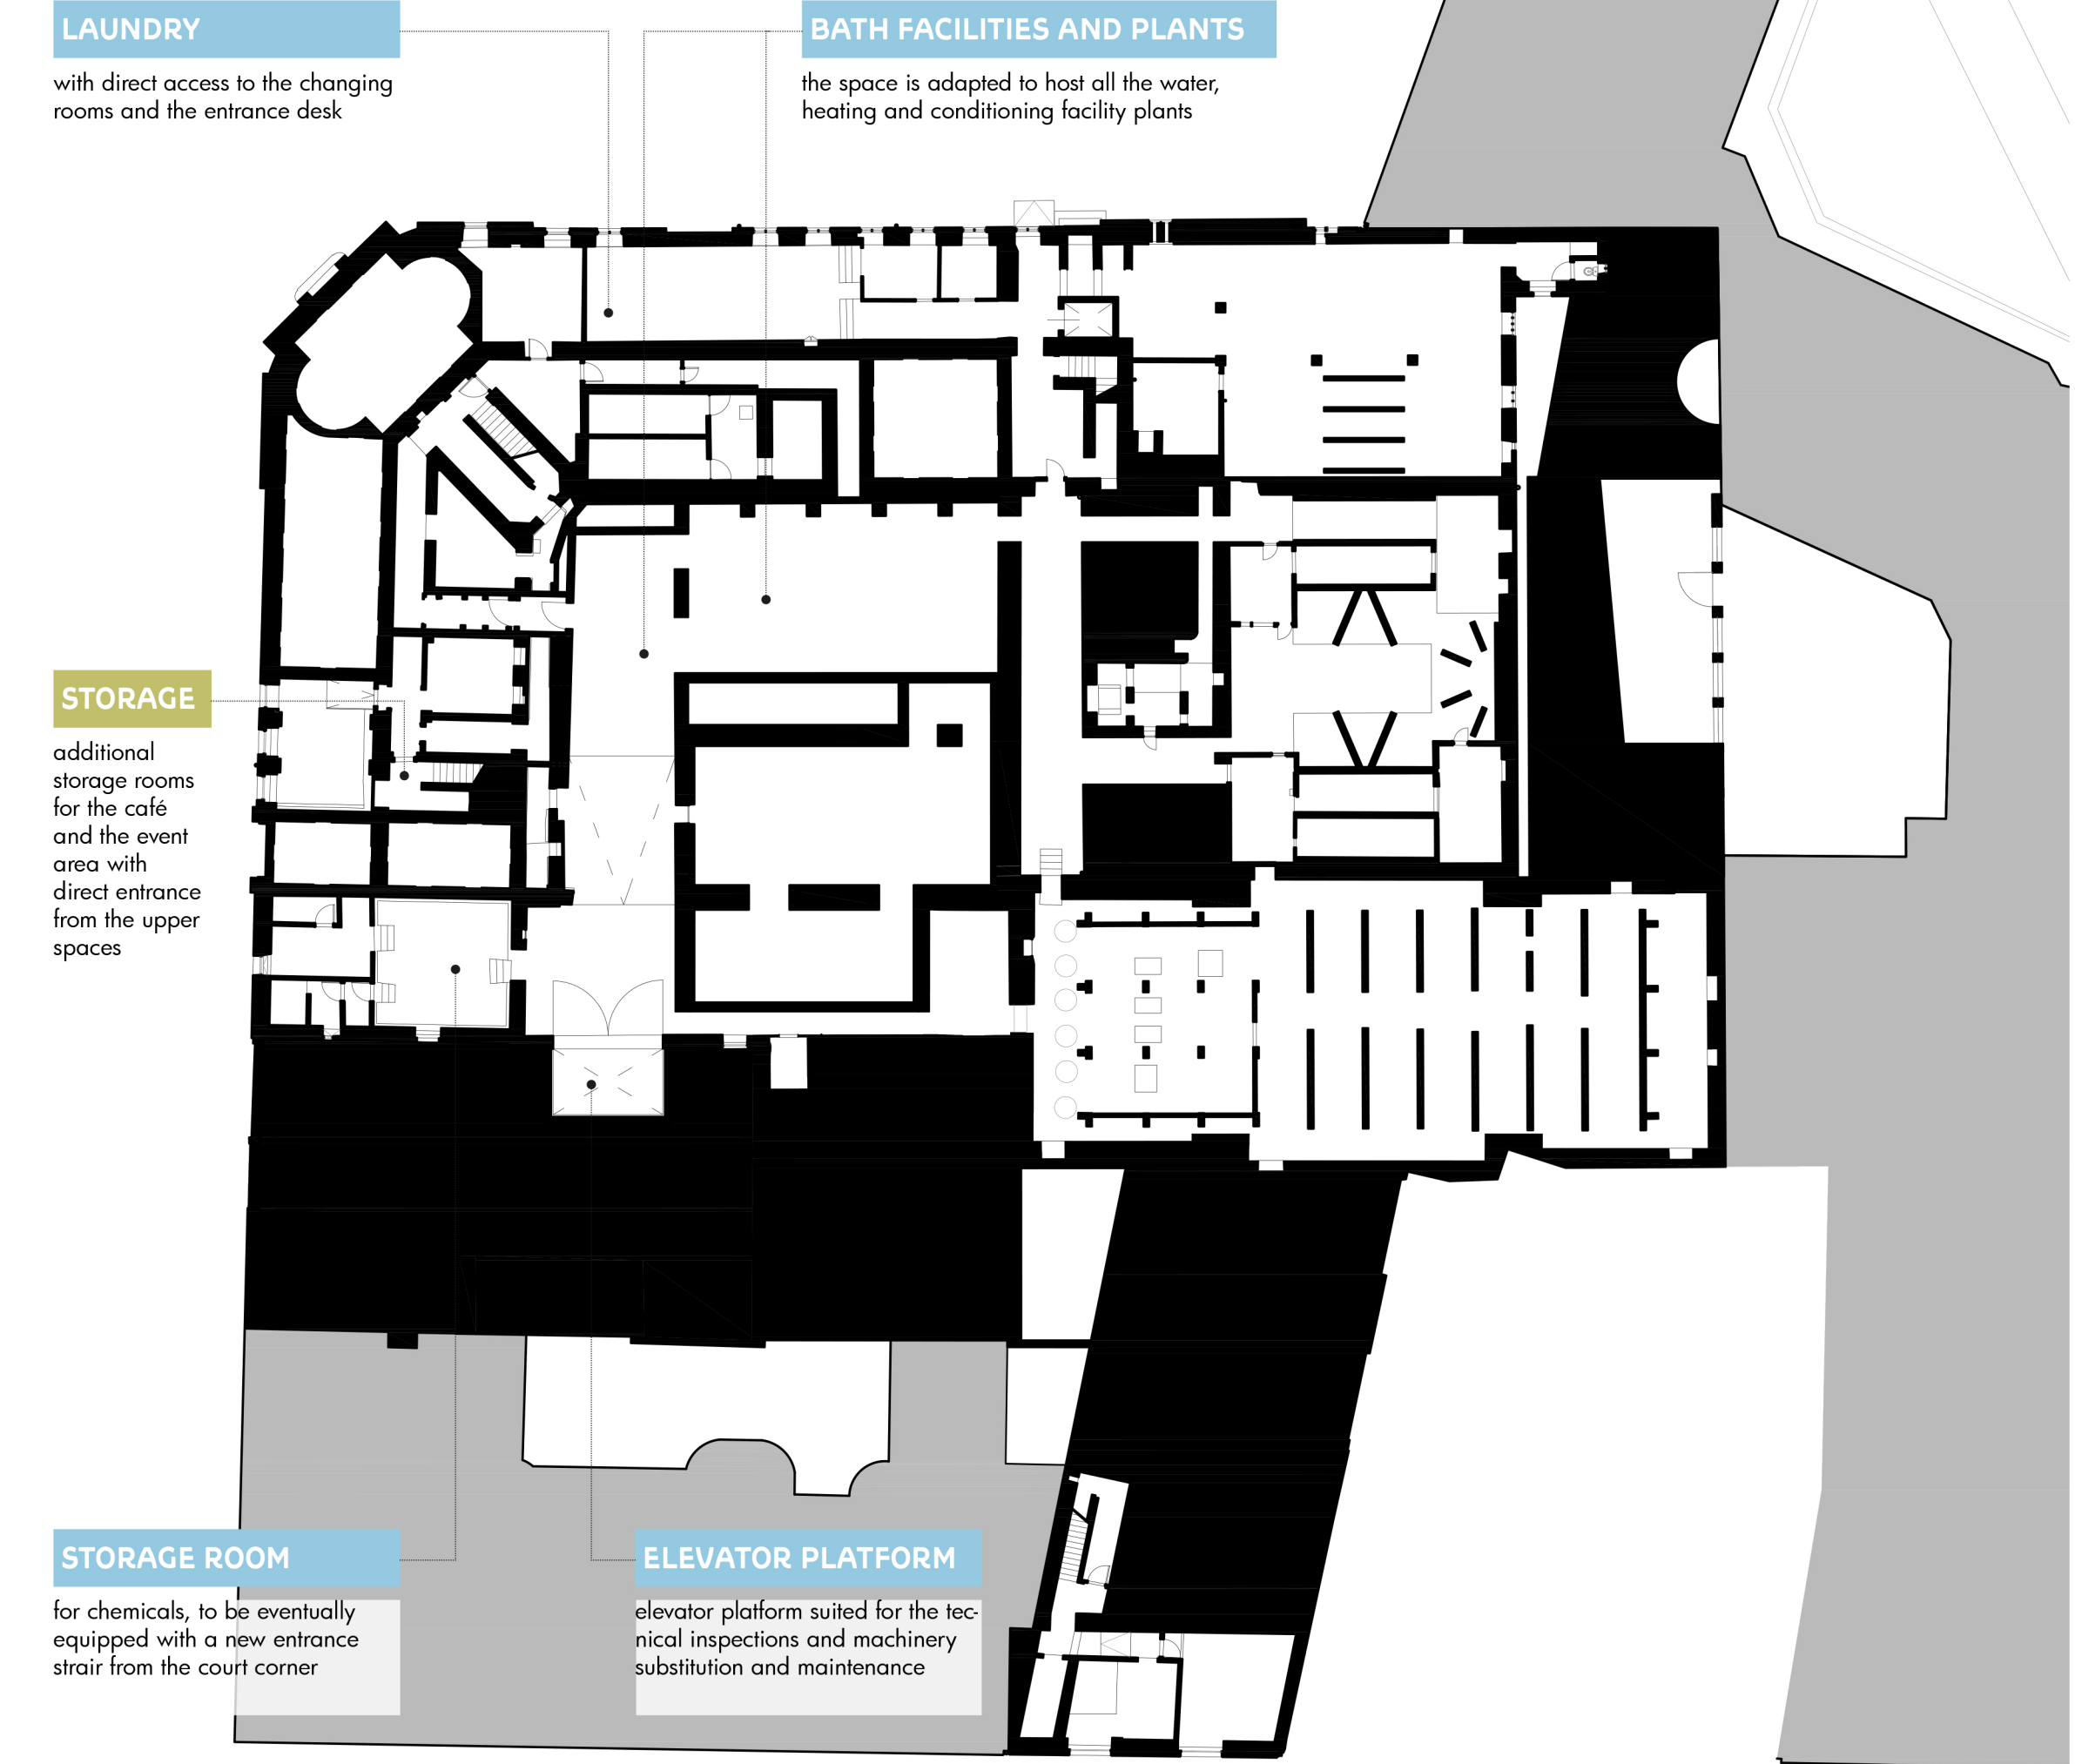 LAUNDRY
with direct access to the changing
rooms and the entrance desk
BATH FACILITIES AND PLANTS
the space is adapted to host all the water,
heating and conditioning facility plants
STORAGE
additional
storage rooms
for the café
and the event
area with
direct entrance
from the upper
spaces
STORAGE ROOM
for chemicals, to be eventually
equipped with a new entrance
strair from the court corner
ELEVATOR PLATFORM
elevator platform suited for the tec-
nical inspections and machinery
substitution and maintenance